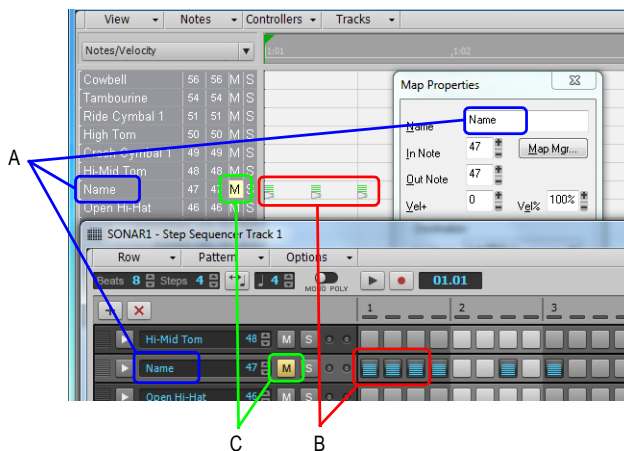 View Notes Controllers Tracks
Notes/Velocity 1:01 1:02
Cowbell 56 56 M S
Tambourine 54 54 M S
Ride Cymbal 1 51 51 M S
High Tom 50 50 M S
Crash Cymbal 1 49 49 M S
Hi-Mid Tom 48 48 M S
Name 47 47 M S
Open Hi-Hat 46 46 M S
Map Properties
Name Name
In Note 47 Map Mgr...
Out Note 47
Vel+ 0 Vel% 100%
A
SONAR1 - Step Sequencer Track 1
Row Pattern Options
Beats 8 Steps 4 4 MONO POLY 01.01
1 2 3
Hi-Mid Tom 48 M S
Name 47 M S
Open Hi-Hat 46 M S
C B